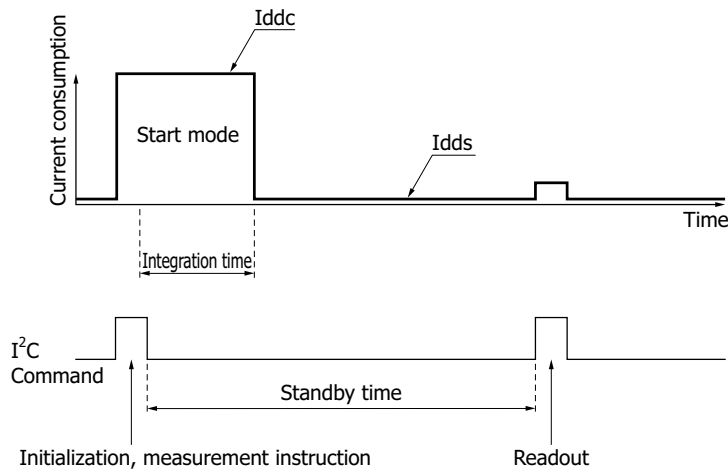 Iddc
Current consumption
Start mode
Idds
Time
Integration time
I²C
Command
Standby time
Initialization, measurement instruction
Readout